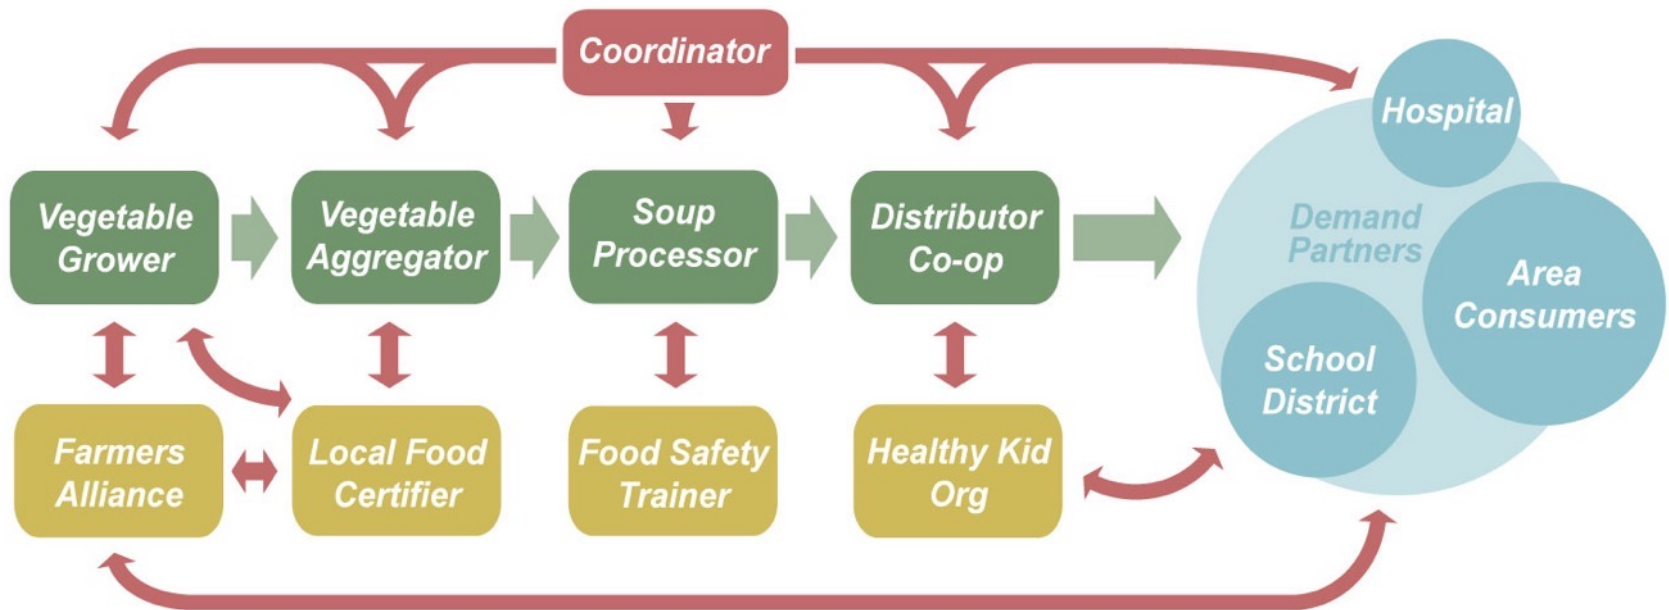 Coordinator
Hospital
Vegetable
Grower
Vegetable
Aggregator
Soup
Processor
Distributor
Co-op
Demand
Partners
Area
Consumers
School
District
Farmers
Alliance
Local Food
Certifier
Food Safety
Trainer
Healthy Kid
Org